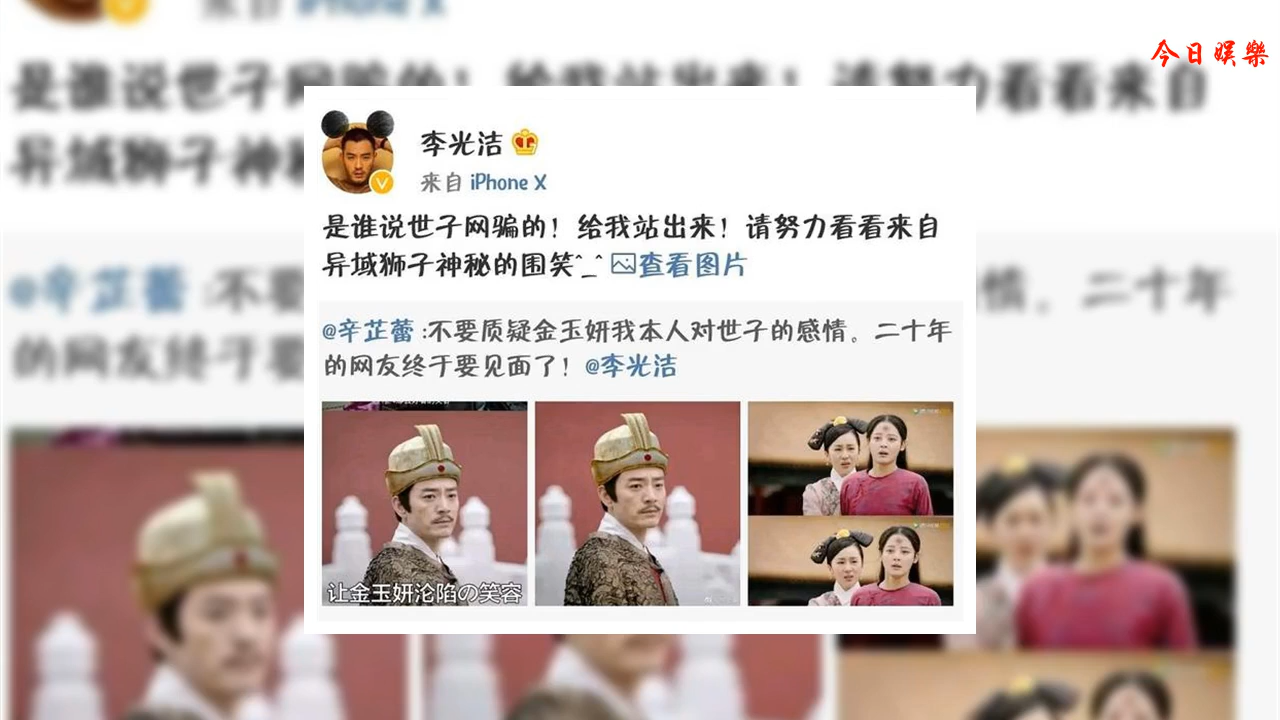 今日娱樂
李光洁
来自 iPhone X
是谁说世子网骗的！给我站出来！请努力看看来自
异域狮子神秘的围笑^_^ 查看图片
@辛芷蕾 :不要质疑金玉妍我本人对世子的感情。二十年
的网友终于要见面了！@李光洁
让金玉妍沦陷の笑容